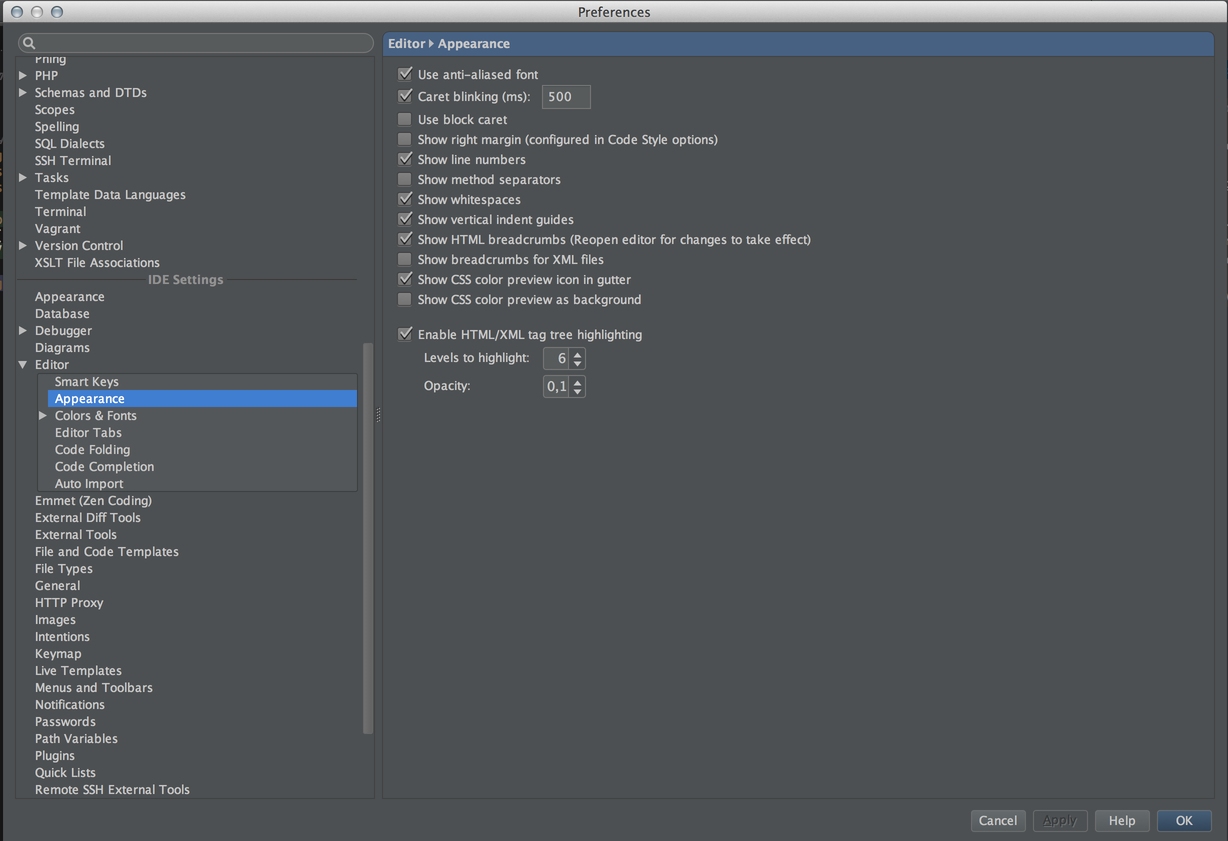 Preferences
Phing
PHP
Schemas and DTDs
Scopes
Spelling
SQL Dialects
SSH Terminal
Tasks
Template Data Languages
Terminal
Vagrant
Version Control
XSLT File Associations
IDE Settings
Appearance
Database
Debugger
Diagrams
Editor
Smart Keys
Appearance
Colors & Fonts
Editor Tabs
Code Folding
Code Completion
Auto Import
Emmet (Zen Coding)
External Diff Tools
External Tools
File and Code Templates
File Types
General
HTTP Proxy
Images
Intentions
Keymap
Live Templates
Menus and Toolbars
Notifications
Passwords
Path Variables
Plugins
Quick Lists
Remote SSH External Tools
Editor ▸ Appearance
Use anti-aliased font
Caret blinking (ms): 500
Use block caret
Show right margin (configured in Code Style options)
Show line numbers
Show method separators
Show whitespaces
Show vertical indent guides
Show HTML breadcrumbs (Reopen editor for changes to take effect)
Show breadcrumbs for XML files
Show CSS color preview icon in gutter
Show CSS color preview as background
Enable HTML/XML tag tree highlighting
Levels to highlight: 6
Opacity: 0,1
Cancel Apply Help OK